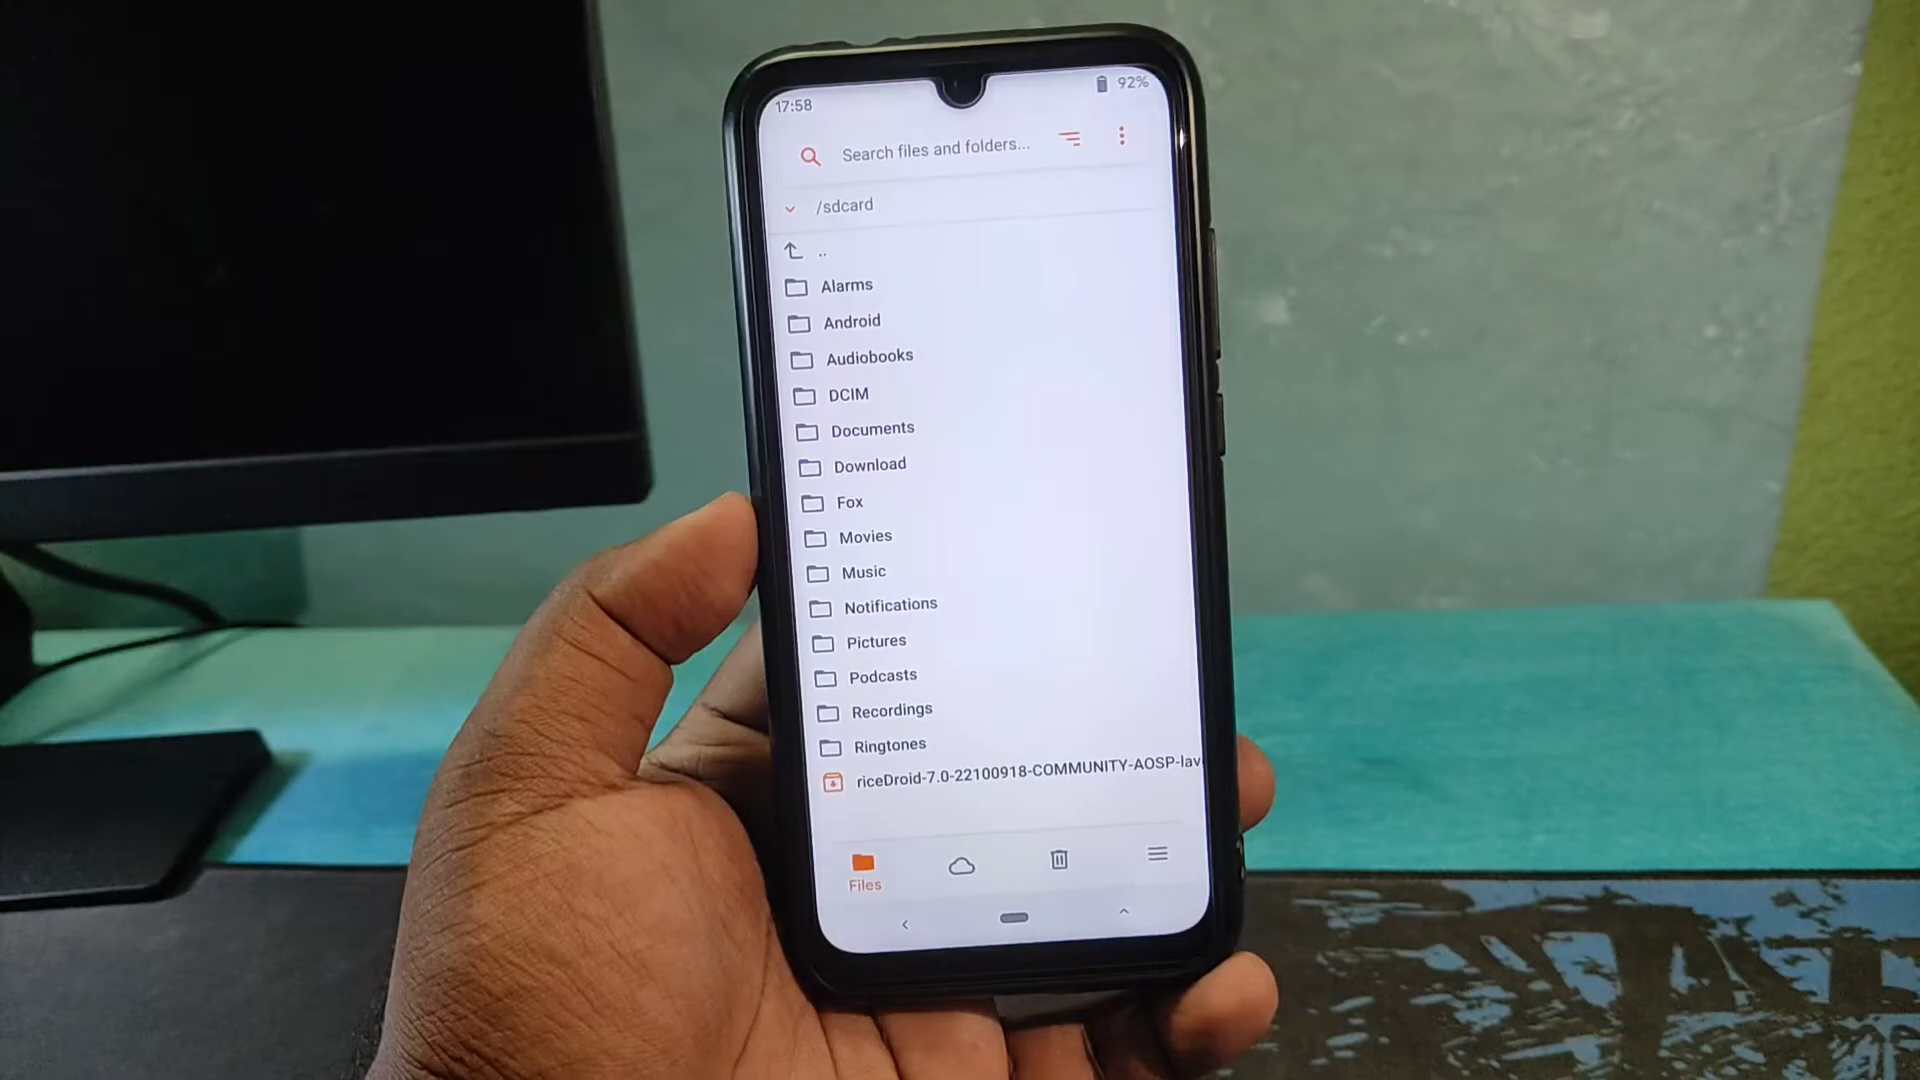 17:58
92%
Search files and folders...
/sdcard
..
Alarms
Android
Audiobooks
DCIM
Documents
Download
Fox
Movies
Music
Notifications
Pictures
Podcasts
Recordings
Ringtones
riceDroid-7.0-22100918-COMMUNITY-AOSP-lav
Files